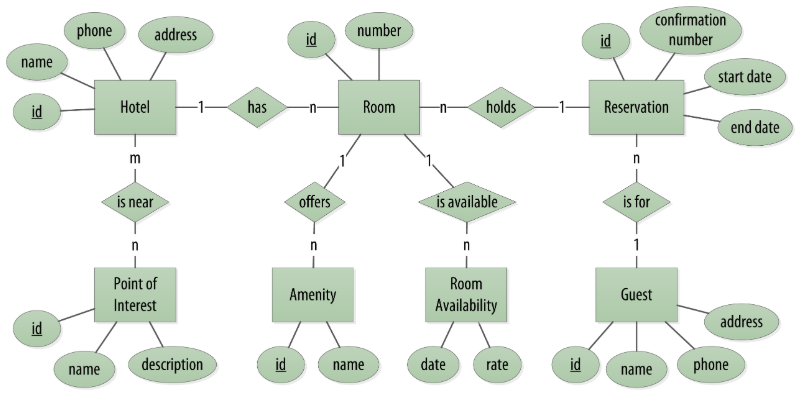 phone
address
name
id
Hotel
1
has
n
id
number
Room
n
holds
1
id
confirmation
number
start date
end date
Reservation
m
is near
n
1
offers
n
1
is available
n
n
is for
1
Point of
Interest
id
name
description
Amenity
id
name
Room
Availability
date
rate
Guest
id
name
phone
address